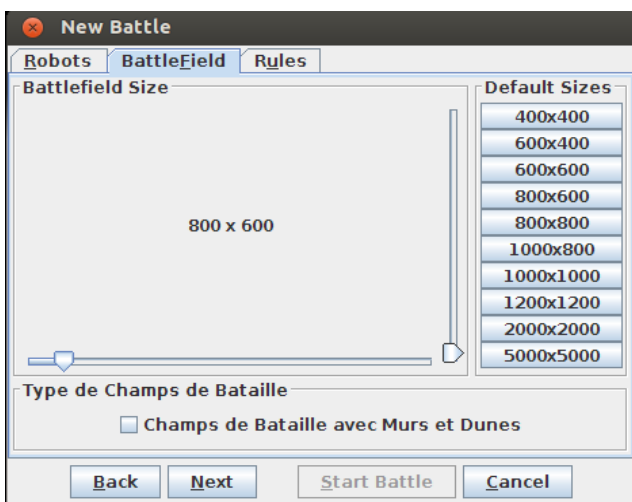 New Battle
Robots BattleField Rules
Battlefield Size
800 x 600
Default Sizes
400x400
600x400
600x600
800x600
800x800
1000x800
1000x1000
1200x1200
2000x2000
5000x5000
Type de Champs de Bataille
Champs de Bataille avec Murs et Dunes
Back Next Start Battle Cancel